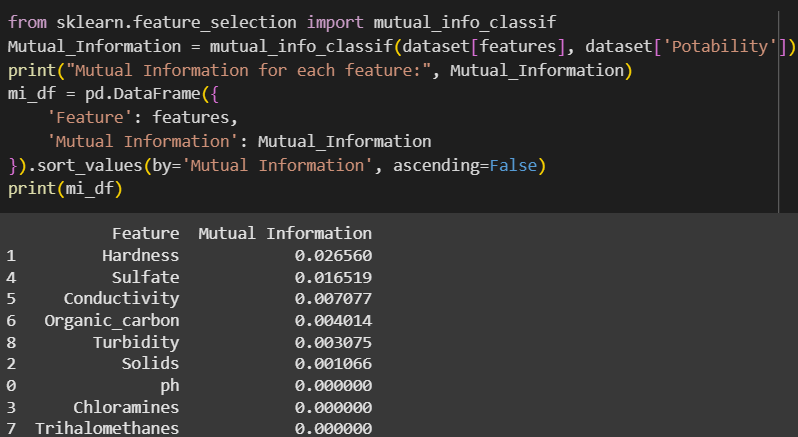 from sklearn.feature_selection import mutual_info_classif
Mutual_Information = mutual_info_classif(dataset[features], dataset['Potability'])
print("Mutual Information for each feature:", Mutual_Information)
mi_df = pd.DataFrame({
    'Feature': features,
    'Mutual Information': Mutual_Information
}).sort_values(by='Mutual Information', ascending=False)
print(mi_df)
           Feature  Mutual Information
1         Hardness            0.026560
4          Sulfate            0.016519
5     Conductivity            0.007077
6   Organic_carbon            0.004014
8        Turbidity            0.003075
2           Solids            0.001066
0               ph            0.000000
3      Chloramines            0.000000
7  Trihalomethanes            0.000000